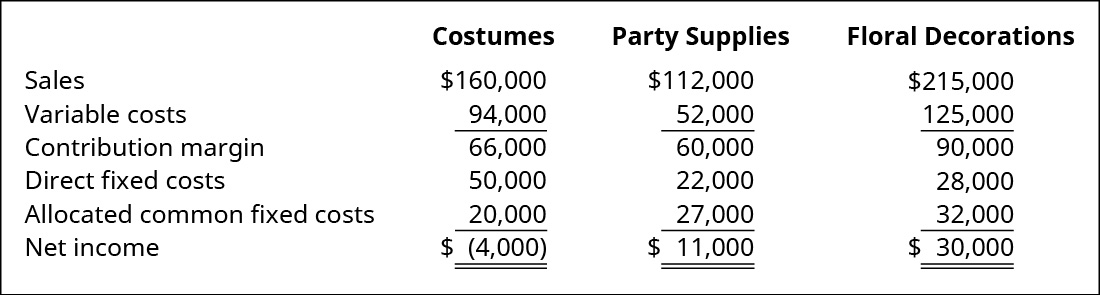 Costumes Party Supplies Floral Decorations
Sales $160,000 $112,000 $215,000
Variable costs 94,000 52,000 125,000
Contribution margin 66,000 60,000 90,000
Direct fixed costs 50,000 22,000 28,000
Allocated common fixed costs 20,000 27,000 32,000
Net income $ (4,000) $ 11,000 $ 30,000